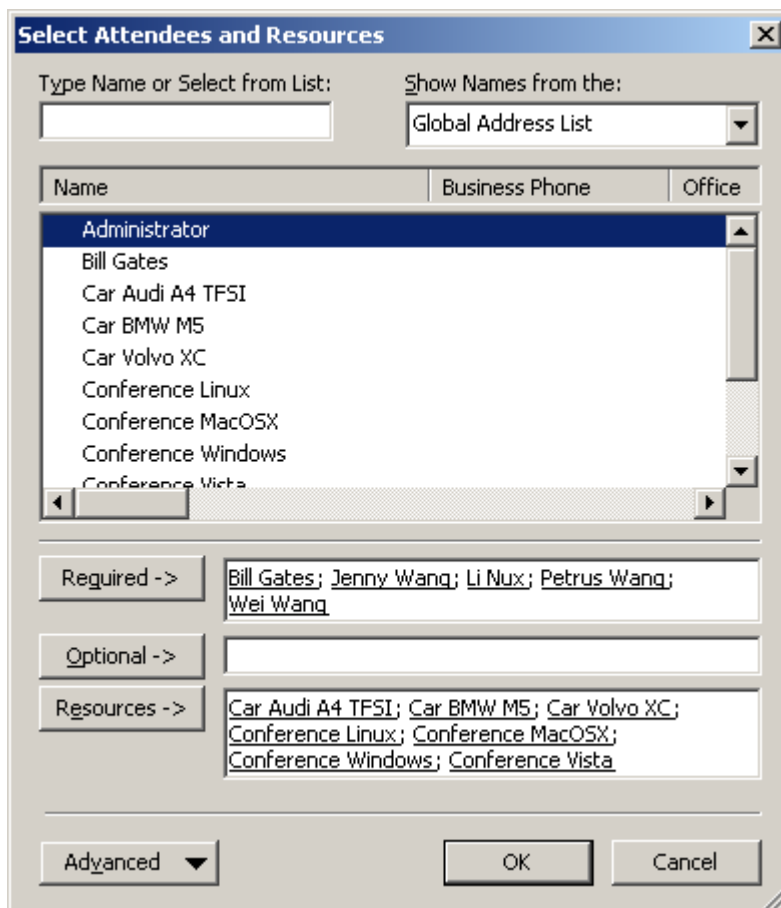 Select Attendees and Resources
Type Name or Select from List:
Show Names from the:
Global Address List
Name Business Phone Office
Administrator
Bill Gates
Car Audi A4 TFSI
Car BMW M5
Car Volvo XC
Conference Linux
Conference MacOSX
Conference Windows
Conference Vista
Required -> Bill Gates; Jenny Wang; Li Nux; Petrus Wang;
Wei Wang
Optional ->
Resources -> Car Audi A4 TFSI; Car BMW M5; Car Volvo XC;
Conference Linux; Conference MacOSX;
Conference Windows; Conference Vista
Advanced OK Cancel